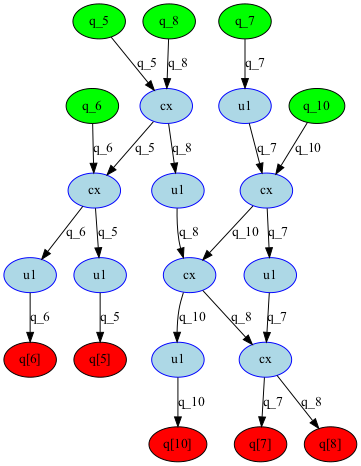 q_5 q_8 q_7
q_5 q_8 q_7
q_6 cx u1 q_10
q_6 q_5 q_8 q_7 q_10
cx u1 cx
q_6 q_5 q_8 q_10 q_7
u1 u1 cx u1
q_6 q_5 q_10 q_8 q_7
q[6] q[5] u1 cx
q_10 q_7 q_8
q[10] q[7] q[8]